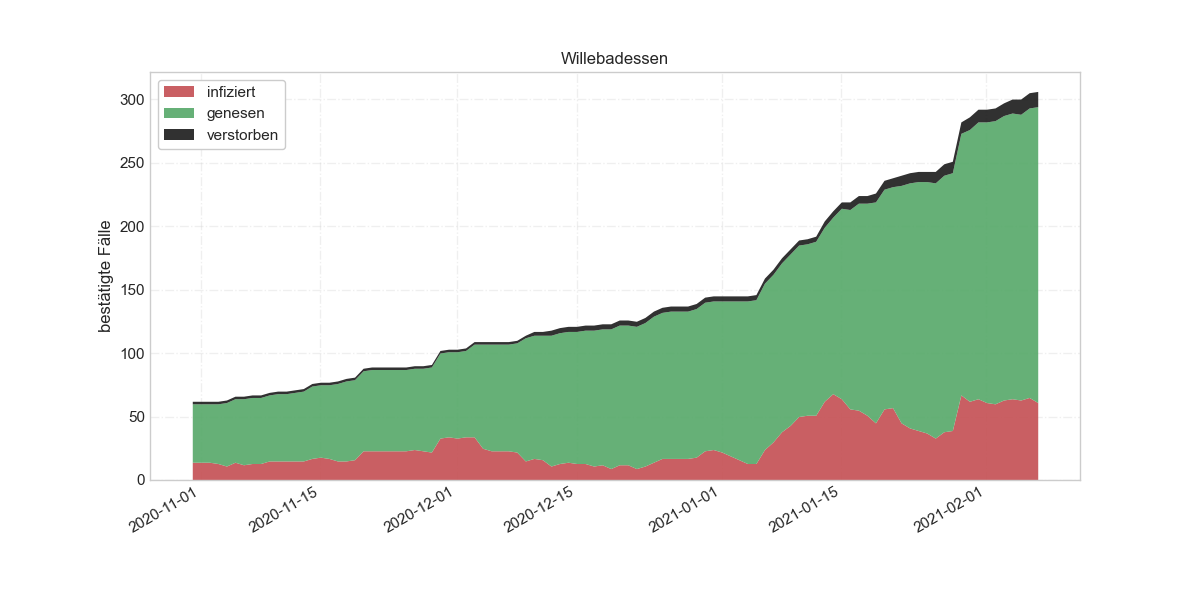 Willebadessen
infiziert
genesen
verstorben
bestätigte Fälle
300
250
200
150
100
50
0
2020-11-01
2020-11-15
2020-12-01
2020-12-15
2021-01-01
2021-01-15
2021-02-01